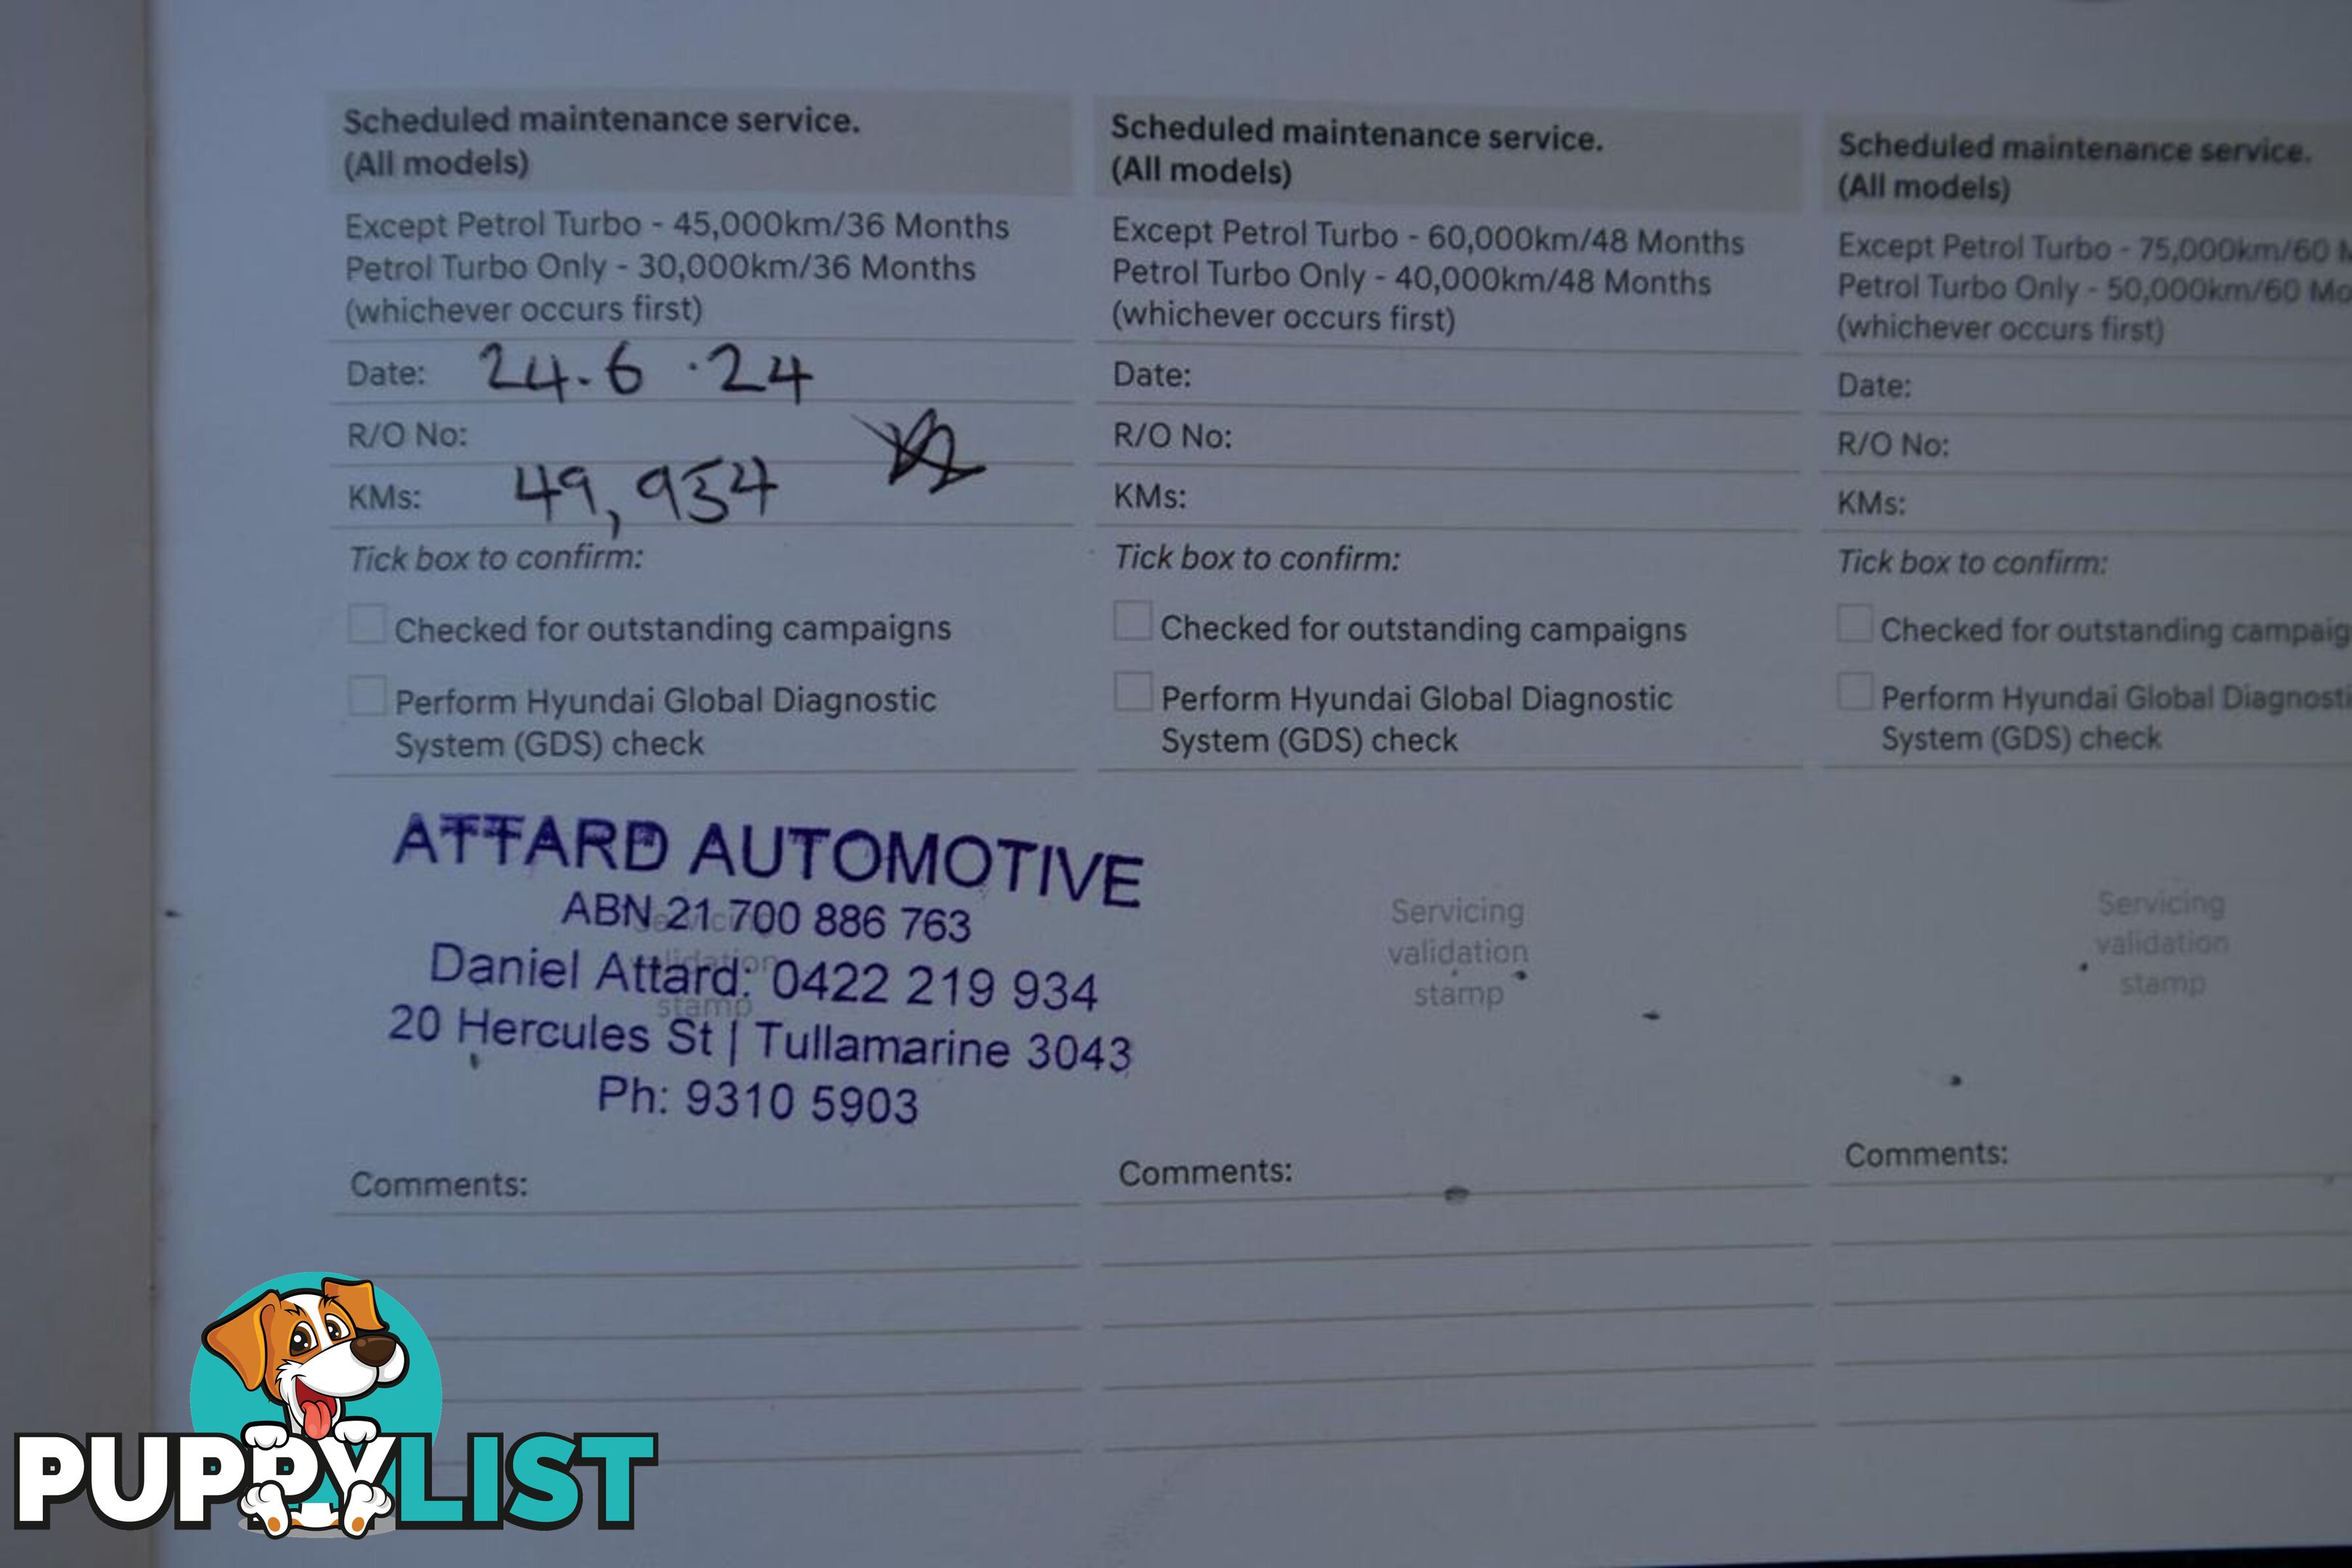 Scheduled maintenance service.
(All models)
Except Petrol Turbo - 45,000km/36 Months
Petrol Turbo Only - 30,000km/36 Months
(whichever occurs first)
Date: 24.6.24
R/O No:
KMs: 49,954
Tick box to confirm:
Checked for outstanding campaigns
Perform Hyundai Global Diagnostic
System (GDS) check
ATTARD AUTOMOTIVE
ABN 21 700 886 763
Daniel Attard: 0422 219 934
20 Hercules St | Tullamarine 3043
Ph: 9310 5903
Servicing
validation
stamp
Comments:
Scheduled maintenance service.
(All models)
Except Petrol Turbo - 60,000km/48 Months
Petrol Turbo Only - 40,000km/48 Months
(whichever occurs first)
Date:
R/O No:
KMs:
Tick box to confirm:
Checked for outstanding campaigns
Perform Hyundai Global Diagnostic
System (GDS) check
Servicing
validation
stamp
Comments:
Scheduled maintenance service.
(All models)
Except Petrol Turbo - 75,000km/60 M
Petrol Turbo Only - 50,000km/60 Mo
(whichever occurs first)
Date:
R/O No:
KMs:
Tick box to confirm:
Checked for outstanding campaig
Perform Hyundai Global Diagnosti
System (GDS) check
Servicing
validation
stamp
Comments:
PUPPYLIST